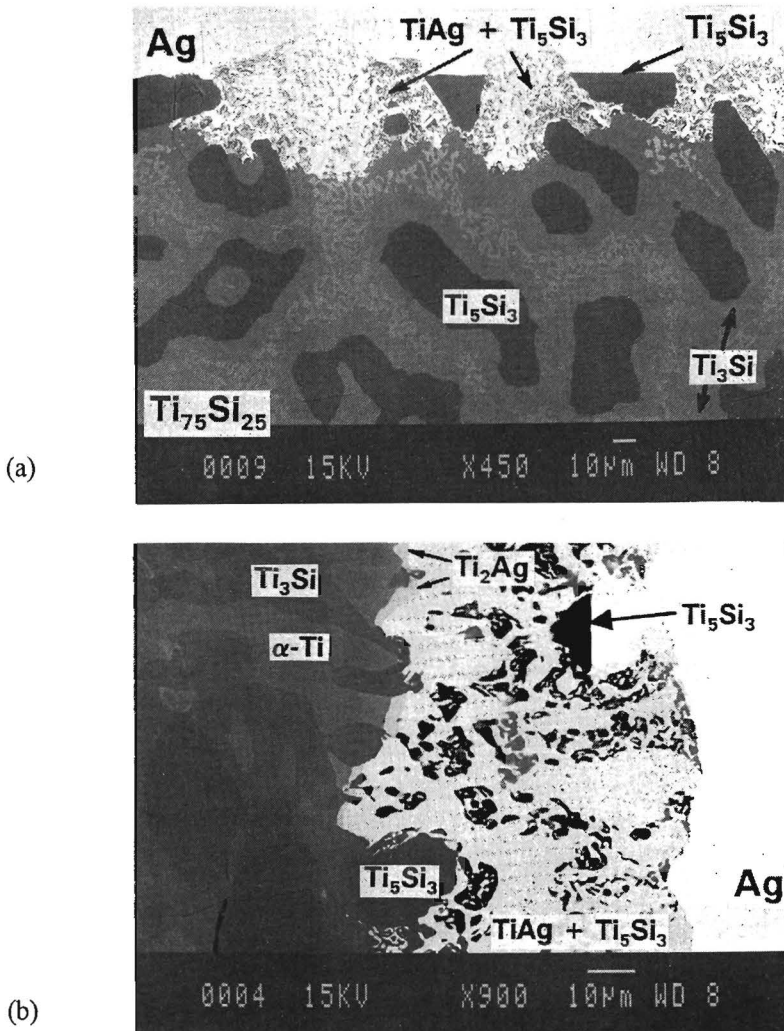 Ag
TiAg + Ti₅Si₃
Ti₅Si₃
Ti₅Si₃
Ti₃Si
Ti₇₅Si₂₅
0009 15KV X450 10µm WD 8
(a)
Ti₃Si
Ti₂Ag
Ti₅Si₃
α-Ti
Ti₅Si₃
Ag
TiAg + Ti₅Si₃
0004 15KV X900 10µm WD 8
(b)